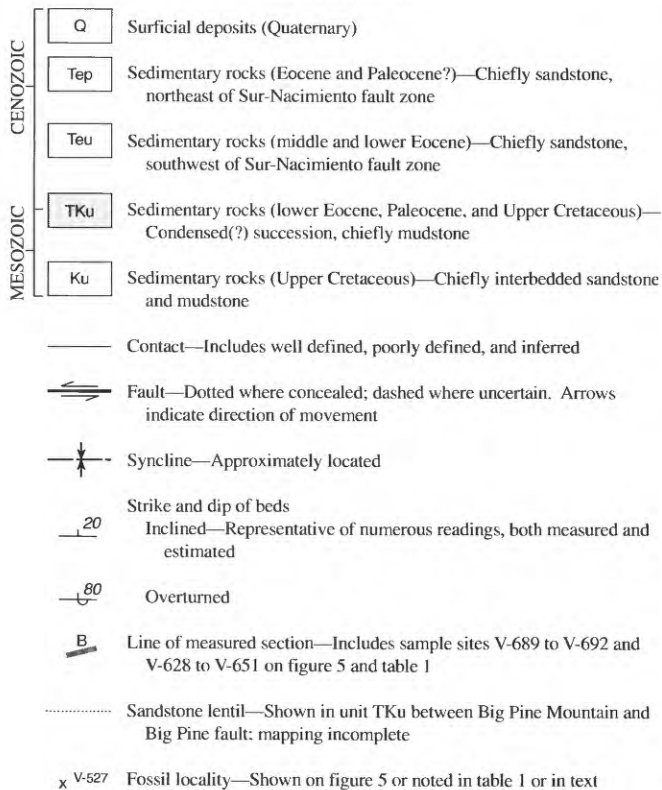 CENOZOIC
MESOZOIC
Q Surficial deposits (Quaternary)
Tep Sedimentary rocks (Eocene and Paleocene?)—Chiefly sandstone,
northeast of Sur-Nacimiento fault zone
Teu Sedimentary rocks (middle and lower Eocene)—Chiefly sandstone,
southwest of Sur-Nacimiento fault zone
TKu Sedimentary rocks (lower Eocene, Paleocene, and Upper Cretaceous)—
Condensed(?) succession, chiefly mudstone
Ku Sedimentary rocks (Upper Cretaceous)—Chiefly interbedded sandstone
and mudstone
Contact—Includes well defined, poorly defined, and inferred
Fault—Dotted where concealed; dashed where uncertain. Arrows
indicate direction of movement
Syncline—Approximately located
Strike and dip of beds
20 Inclined—Representative of numerous readings, both measured and
estimated
80 Overturned
B Line of measured section—Includes sample sites V-689 to V-692 and
V-628 to V-651 on figure 5 and table 1
Sandstone lentil—Shown in unit TKu between Big Pine Mountain and
Big Pine fault; mapping incomplete
x V-527 Fossil locality—Shown on figure 5 or noted in table 1 or in text